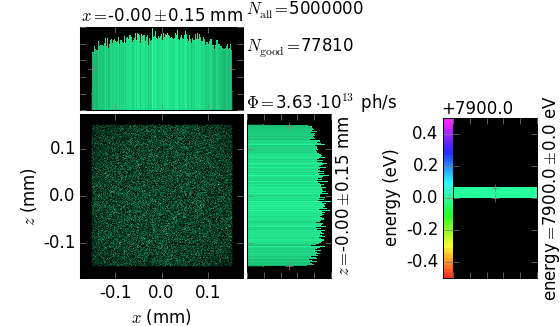 x=-0.00±0.15 mm
N_all=5000000
N_good=77810
Φ=3.63·10¹³ ph/s
0.1
0.0
-0.1
z (mm)
-0.1 0.0 0.1
x (mm)
z=-0.00±0.15 mm
+7900.0
0.4
0.2
0.0
-0.2
-0.4
energy (eV)
energy=7900.0±0.0 eV